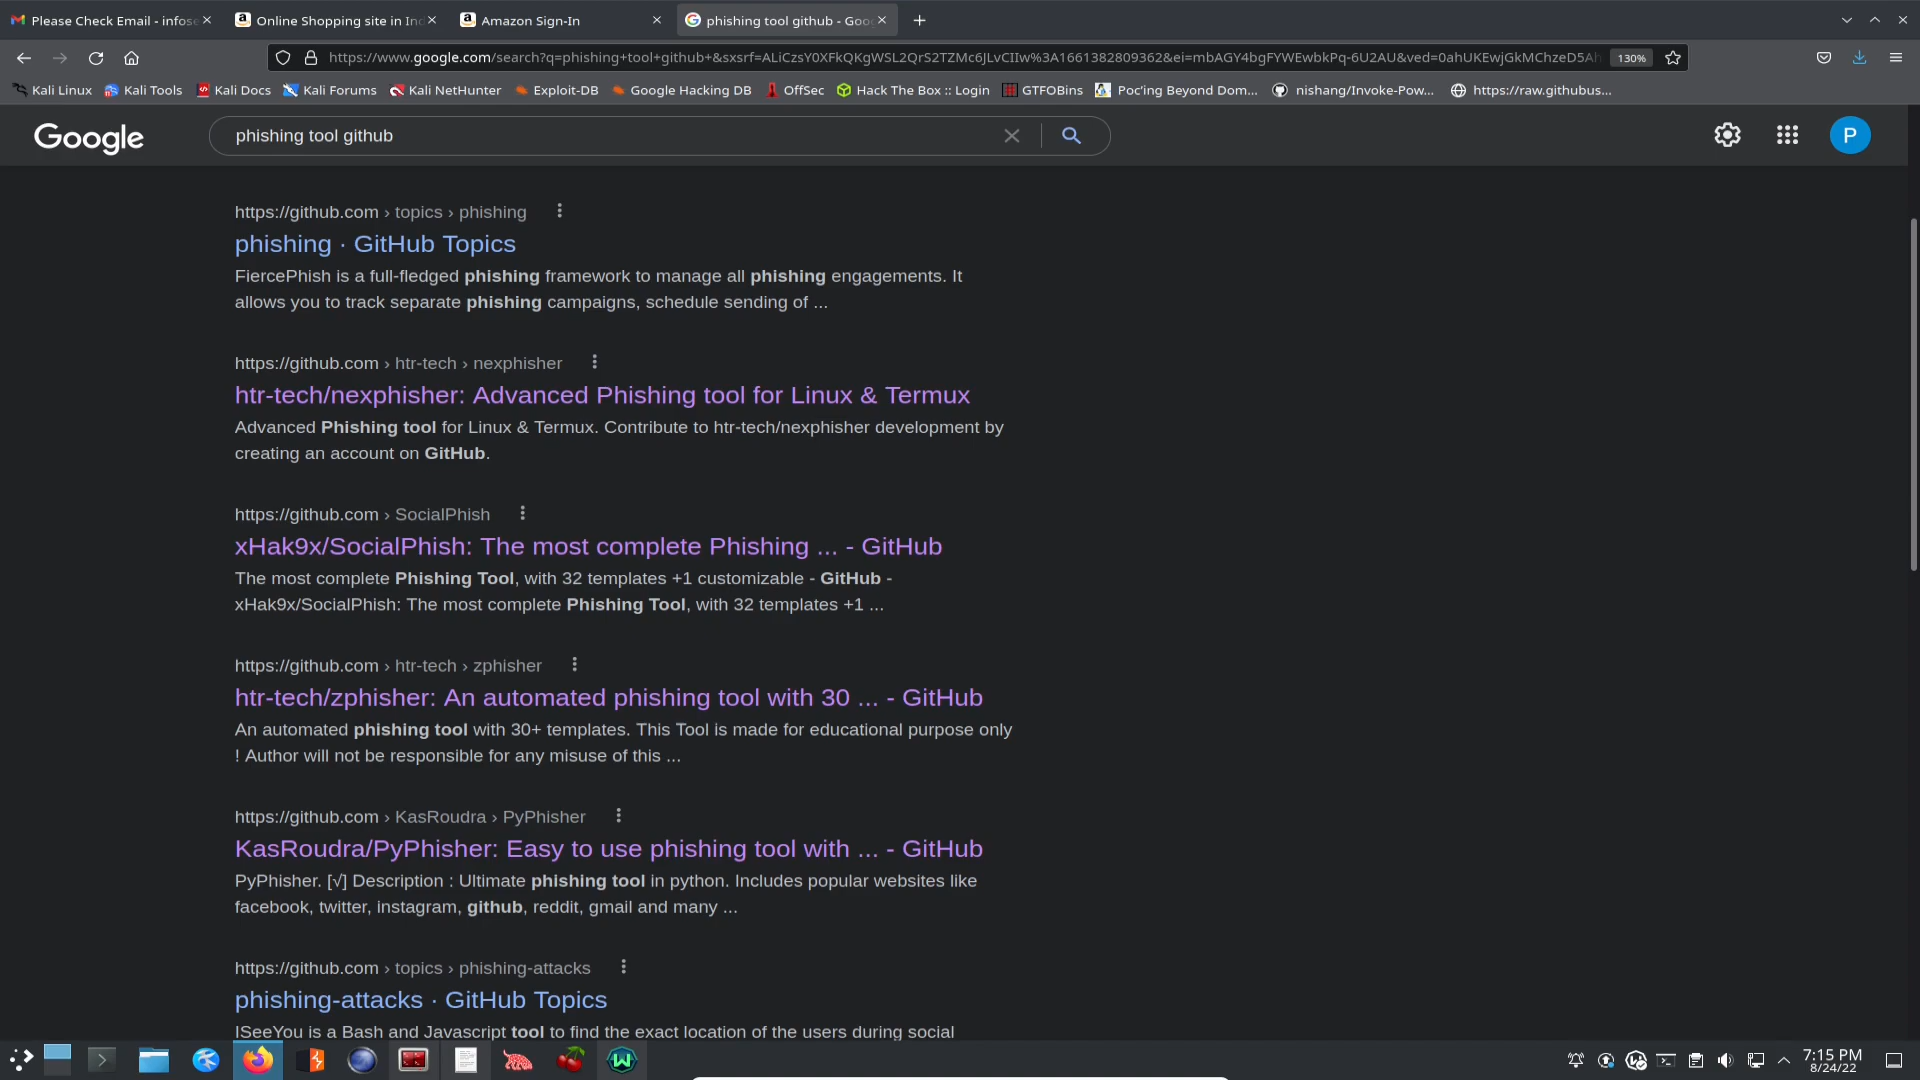 Please Check Email - infose
Online Shopping site in Ind
Amazon Sign-In
phishing tool github - Goo
https://www.google.com/search?q=phishing+tool+github+&sxsrf=ALiCzsY0XFkQKgWSL2QrS2TZMc6JLvCIIw%3A1661382809362&ei=mbAGY4bgFYWEwbkPq-6U2AU&ved=0ahUKEwjGkMChzeD5Ah
130%
Kali Linux
Kali Tools
Kali Docs
Kali Forums
Kali NetHunter
Exploit-DB
Google Hacking DB
OffSec
Hack The Box :: Login
GTFOBins
Poc'ing Beyond Dom...
nishang/Invoke-Pow...
https://raw.githubus...
Google
phishing tool github
P
https://github.com › topics › phishing
phishing · GitHub Topics
FiercePhish is a full-fledged phishing framework to manage all phishing engagements. It
allows you to track separate phishing campaigns, schedule sending of ...
https://github.com › htr-tech › nexphisher
htr-tech/nexphisher: Advanced Phishing tool for Linux & Termux
Advanced Phishing tool for Linux & Termux. Contribute to htr-tech/nexphisher development by
creating an account on GitHub.
https://github.com › SocialPhish
xHak9x/SocialPhish: The most complete Phishing ... - GitHub
The most complete Phishing Tool, with 32 templates +1 customizable - GitHub -
xHak9x/SocialPhish: The most complete Phishing Tool, with 32 templates +1 ...
https://github.com › htr-tech › zphisher
htr-tech/zphisher: An automated phishing tool with 30 ... - GitHub
An automated phishing tool with 30+ templates. This Tool is made for educational purpose only
! Author will not be responsible for any misuse of this ...
https://github.com › KasRoudra › PyPhisher
KasRoudra/PyPhisher: Easy to use phishing tool with ... - GitHub
PyPhisher. [√] Description : Ultimate phishing tool in python. Includes popular websites like
facebook, twitter, instagram, github, reddit, gmail and many ...
https://github.com › topics › phishing-attacks
phishing-attacks · GitHub Topics
ISeeYou is a Bash and Javascript tool to find the exact location of the users during social
7:15 PM
8/24/22